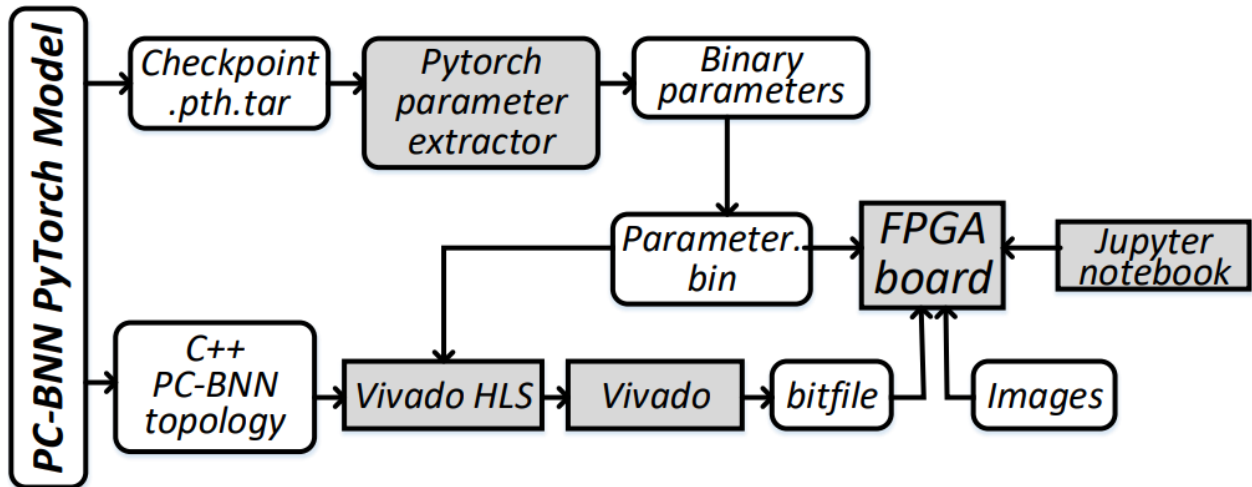 PC-BNN PyTorch Model
Checkpoint
.pth.tar
Pytorch
parameter
extractor
Binary
parameters
Parameter.
bin
FPGA
board
Jupyter
notebook
C++
PC-BNN
topology
Vivado HLS
Vivado
bitfile
Images